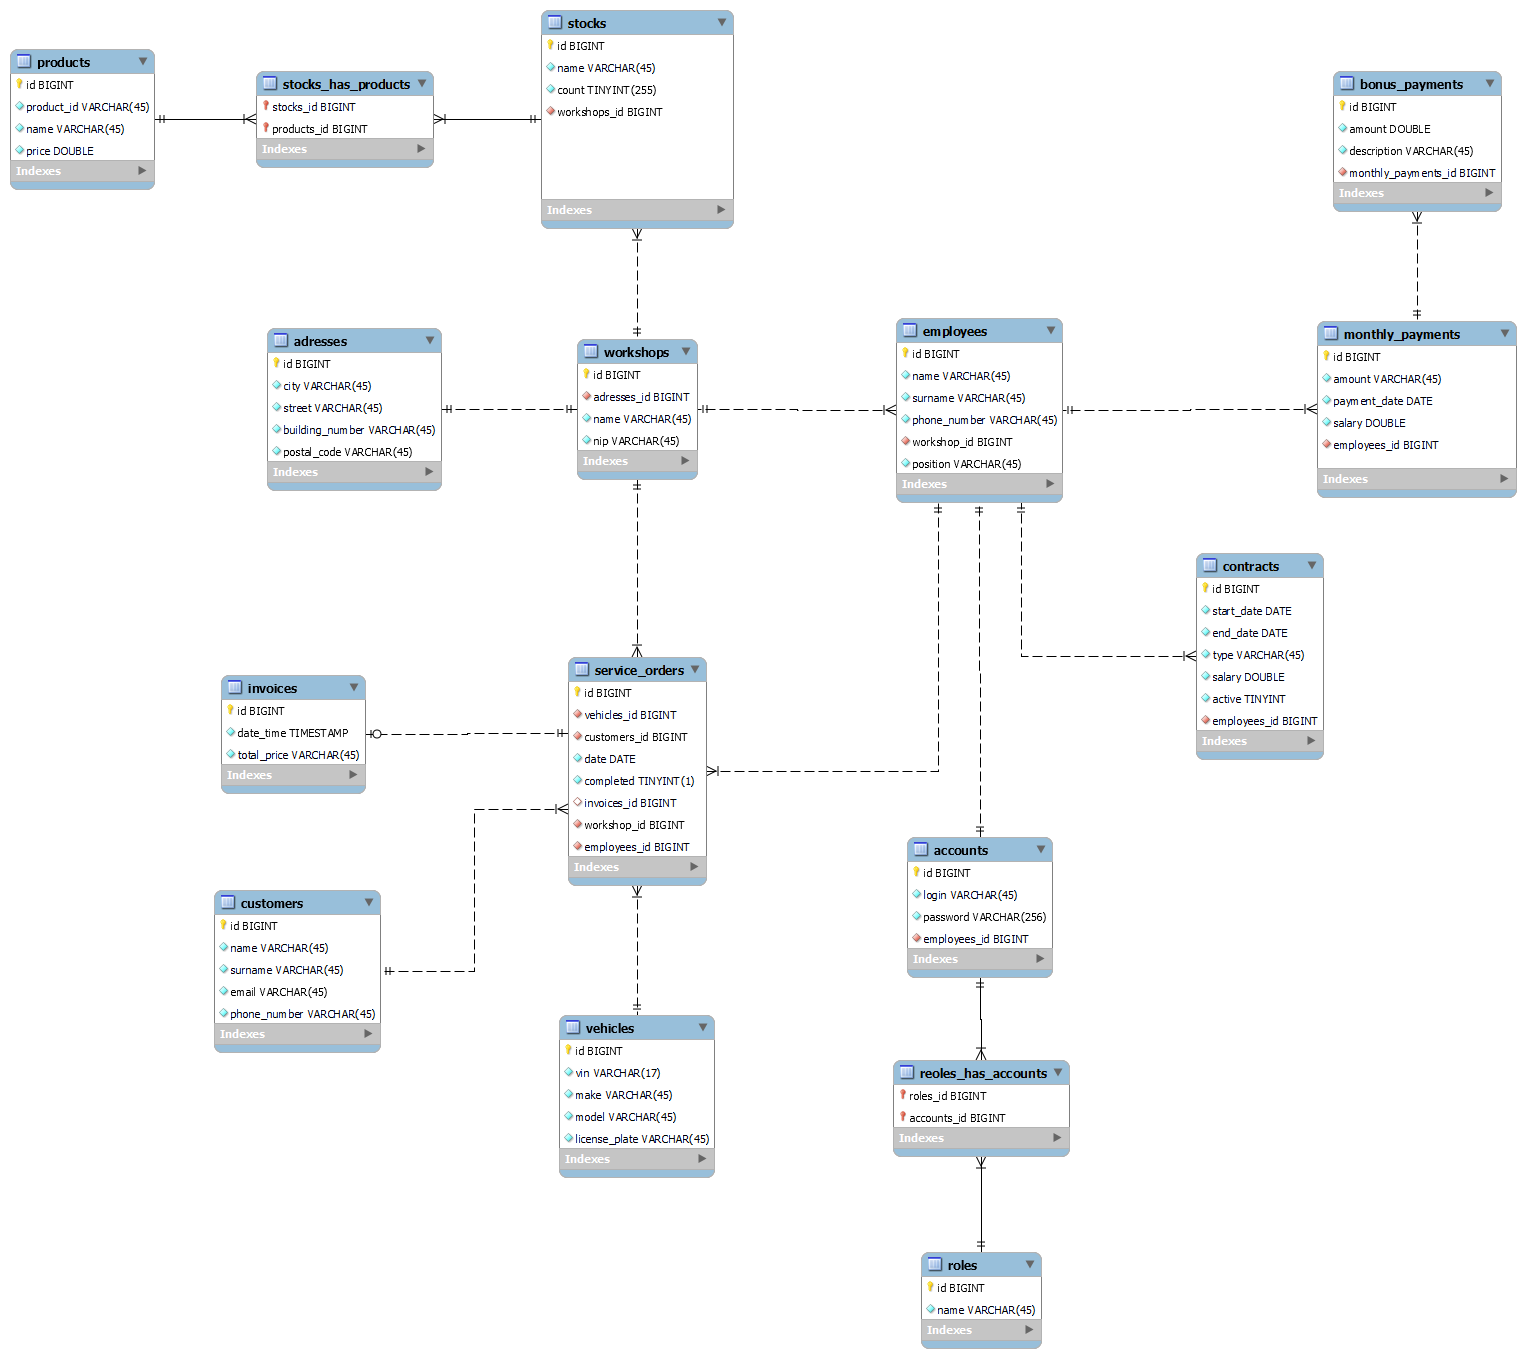 products
id BIGINT
product_id VARCHAR(45)
name VARCHAR(45)
price DOUBLE
Indexes
stocks_has_products
stocks_id BIGINT
products_id BIGINT
Indexes
stocks
id BIGINT
name VARCHAR(45)
count TINYINT(255)
workshops_id BIGINT
Indexes
bonus_payments
id BIGINT
amount DOUBLE
description VARCHAR(45)
monthly_payments_id BIGINT
Indexes
adresses
id BIGINT
city VARCHAR(45)
street VARCHAR(45)
building_number VARCHAR(45)
postal_code VARCHAR(45)
Indexes
workshops
id BIGINT
adresses_id BIGINT
name VARCHAR(45)
nip VARCHAR(45)
Indexes
employees
id BIGINT
name VARCHAR(45)
surname VARCHAR(45)
phone_number VARCHAR(45)
workshop_id BIGINT
position VARCHAR(45)
Indexes
monthly_payments
id BIGINT
amount VARCHAR(45)
payment_date DATE
salary DOUBLE
employees_id BIGINT
Indexes
contracts
id BIGINT
start_date DATE
end_date DATE
type VARCHAR(45)
salary DOUBLE
active TINYINT
employees_id BIGINT
Indexes
invoices
id BIGINT
date_time TIMESTAMP
total_price VARCHAR(45)
Indexes
service_orders
id BIGINT
vehicles_id BIGINT
customers_id BIGINT
date DATE
completed TINYINT(1)
invoices_id BIGINT
workshop_id BIGINT
employees_id BIGINT
Indexes
customers
id BIGINT
name VARCHAR(45)
surname VARCHAR(45)
email VARCHAR(45)
phone_number VARCHAR(45)
Indexes
accounts
id BIGINT
login VARCHAR(45)
password VARCHAR(256)
employees_id BIGINT
Indexes
vehicles
id BIGINT
vin VARCHAR(17)
make VARCHAR(45)
model VARCHAR(45)
license_plate VARCHAR(45)
Indexes
reoles_has_accounts
roles_id BIGINT
accounts_id BIGINT
Indexes
roles
id BIGINT
name VARCHAR(45)
Indexes